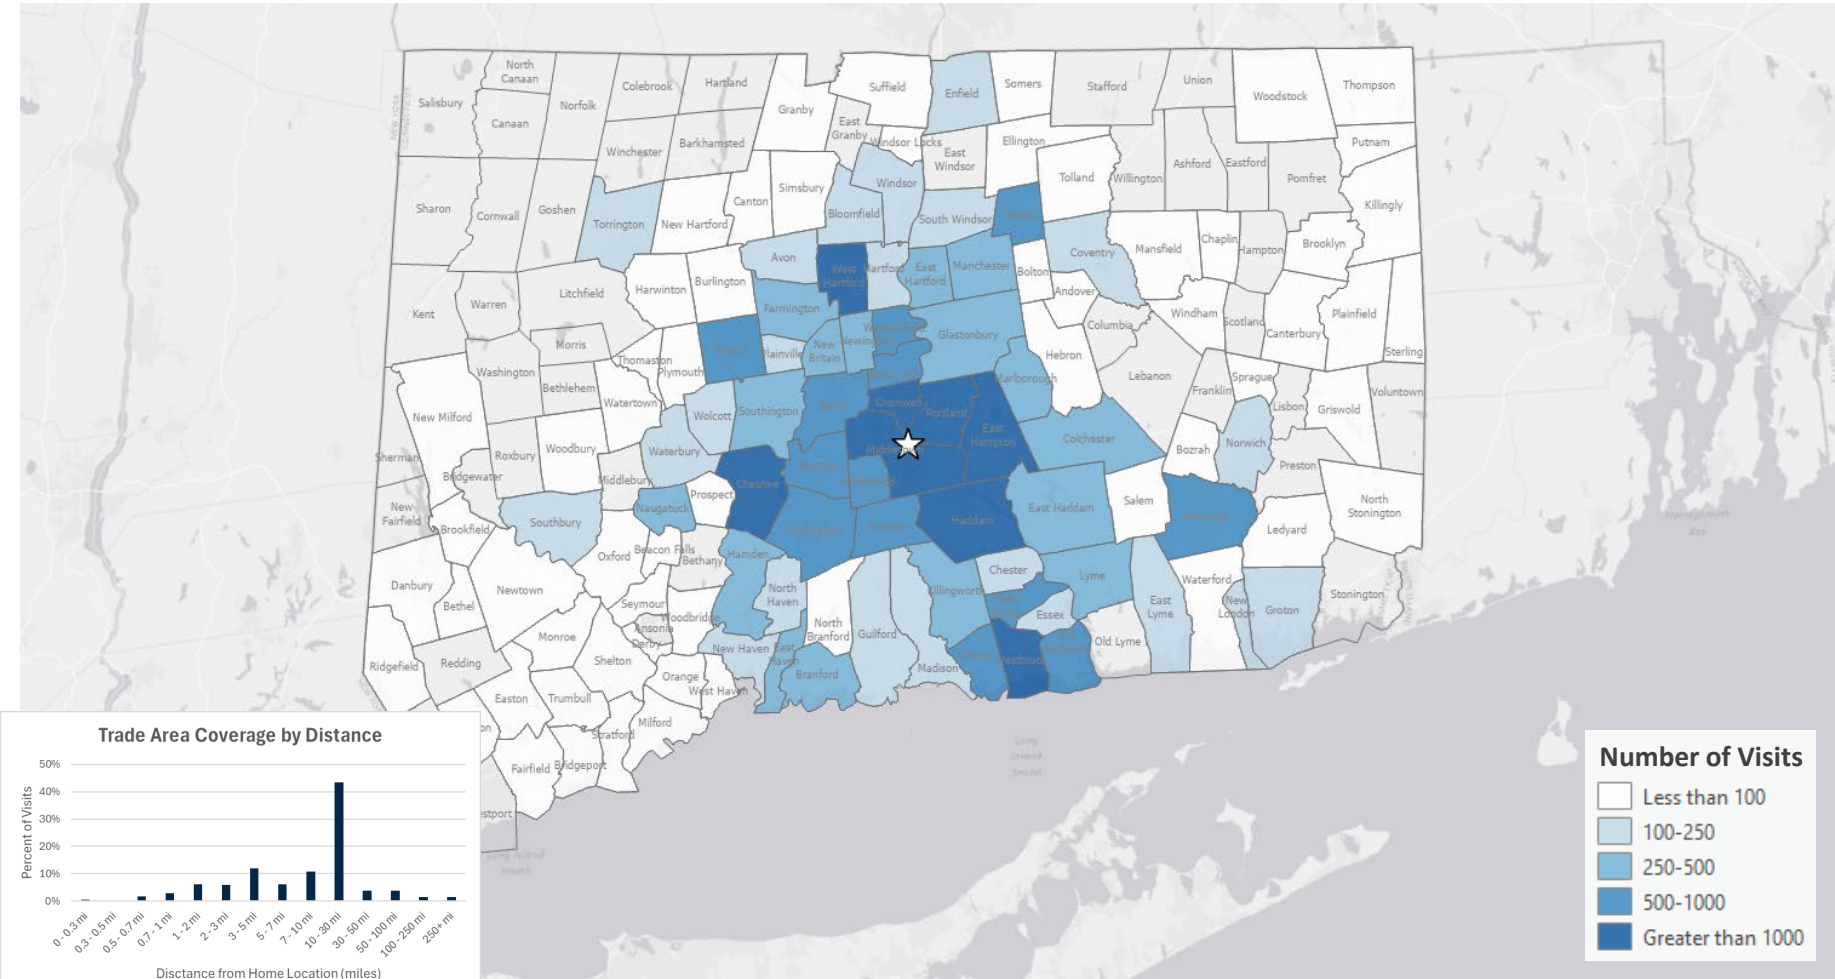 North
Canaan
Colebrook
Hartland
Suffield
Enfield
Somers
Stafford
Union
Woodstock
Thompson
Salisbury
Norfolk
Canaan
Granby
East
Granby
Windsor Locks
East
Windsor
Ellington
Putnam
Winchester
Barkhamsted
Ashford
Eastford
Pomfret
Tolland
Willington
Sharon
Cornwall
Goshen
Torrington
New Hartford
Canton
Simsbury
Windsor
Bloomfield
South Windsor
Killingly
Avon
West
Hartford
Hartford
East
Hartford
Manchester
Bolton
Coventry
Mansfield
Chaplin
Hampton
Brooklyn
Andover
Kent
Warren
Litchfield
Harwinton
Burlington
Farmington
Windham
Scotland
Canterbury
Plainfield
Sterling
Morris
Thomaston
Plymouth
Plainville
New
Britain
Newington
Glastonbury
Hebron
Columbia
Washington
Bethlehem
Watertown
Marlborough
Lebanon
Franklin
Sprague
Lisbon
Griswold
Voluntown
New Milford
Wolcott
Southington
Cromwell
Portland
East
Hampton
Colchester
Bozrah
Norwich
Preston
Sherman
Bridgewater
Roxbury
Woodbury
Waterbury
Middlebury
Cheshire
Naugatuck
Prospect
Haddam
East Haddam
Salem
Ledyard
North
Stonington
New
Fairfield
Brookfield
Southbury
Oxford
Beacon Falls
Bethany
Hamden
North
Haven
Chester
Lyme
Waterford
Danbury
Bethel
Newtown
Seymour
Woodbridge
Ansonia
Derby
Killingworth
Essex
East
Lyme
New
London
Groton
Stonington
Monroe
North
Branford
Guilford
Old Lyme
Ridgefield
Redding
Shelton
New Haven
East
Haven
Branford
Madison
Westbrook
Orange
West Haven
Easton
Trumbull
Milford
Stratford
Fairfield
Bridgeport
on
estport
Long
Island
Sound
Long Island
Sound
Trade Area Coverage by Distance
Percent of Visits
50%
40%
30%
20%
10%
0%
0 - 0.3 mi
0.3 - 0.5 mi
0.5 - 0.7 mi
0.7 - 1 mi
1 - 2 mi
2 - 3 mi
3 - 5 mi
5 - 7 mi
7 - 10 mi
10 - 30 mi
30 - 50 mi
50 - 100 mi
100 - 250 mi
250+ mi
Disctance from Home Location (miles)
Number of Visits
Less than 100
100-250
250-500
500-1000
Greater than 1000